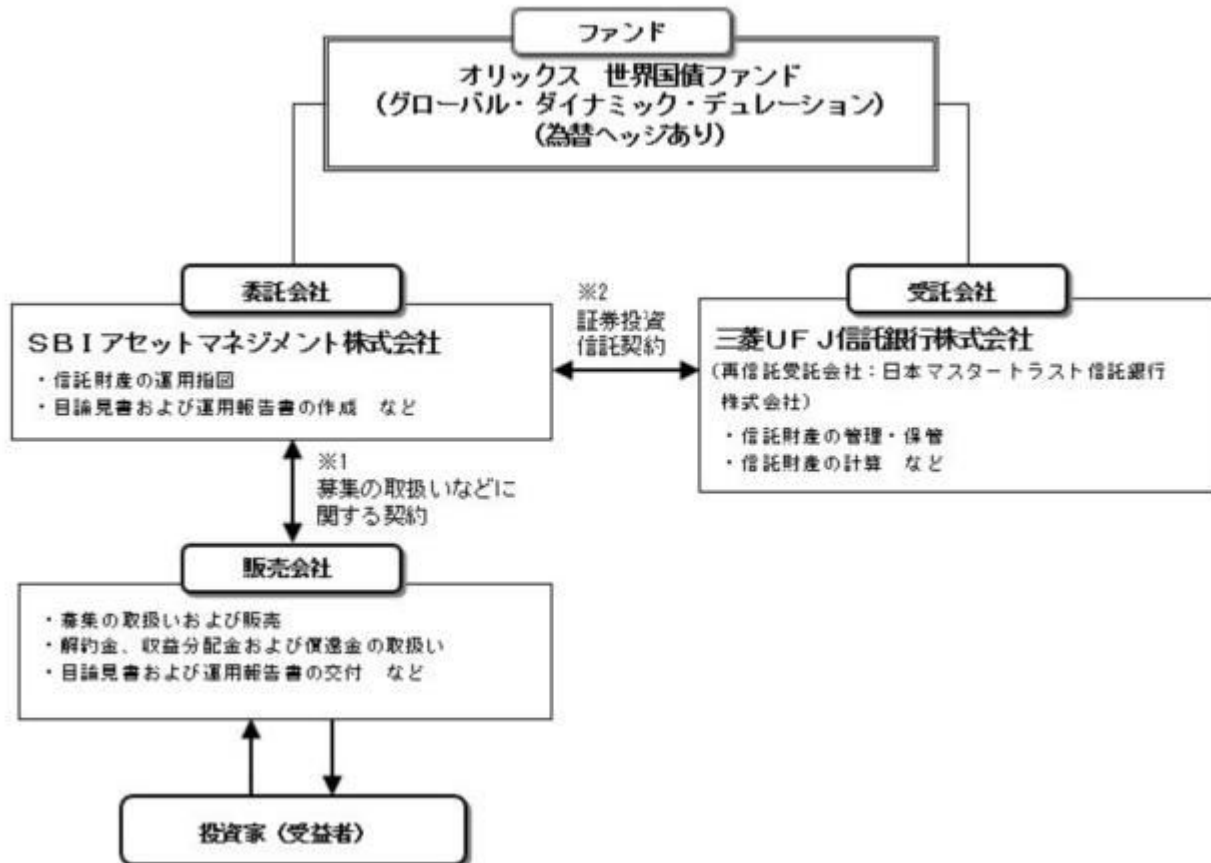 ファンド
オリックス　世界国債ファンド
(グローバル・ダイナミック・デュレーション)
(為替ヘッジあり)
委託会社
ＳＢＩアセットマネジメント株式会社
・信託財産の運用指図
・目論見書および運用報告書の作成　など
※2
証券投資
信託契約
受託会社
三菱ＵＦＪ信託銀行株式会社
(再信託受託会社：日本マスタートラスト信託銀行
株式会社)
・信託財産の管理・保管
・信託財産の計算　など
※1
募集の取扱いなどに
関する契約
販売会社
・募集の取扱いおよび販売
・解約金、収益分配金および償還金の取扱い
・目論見書および運用報告書の交付　など
投資家（受益者）